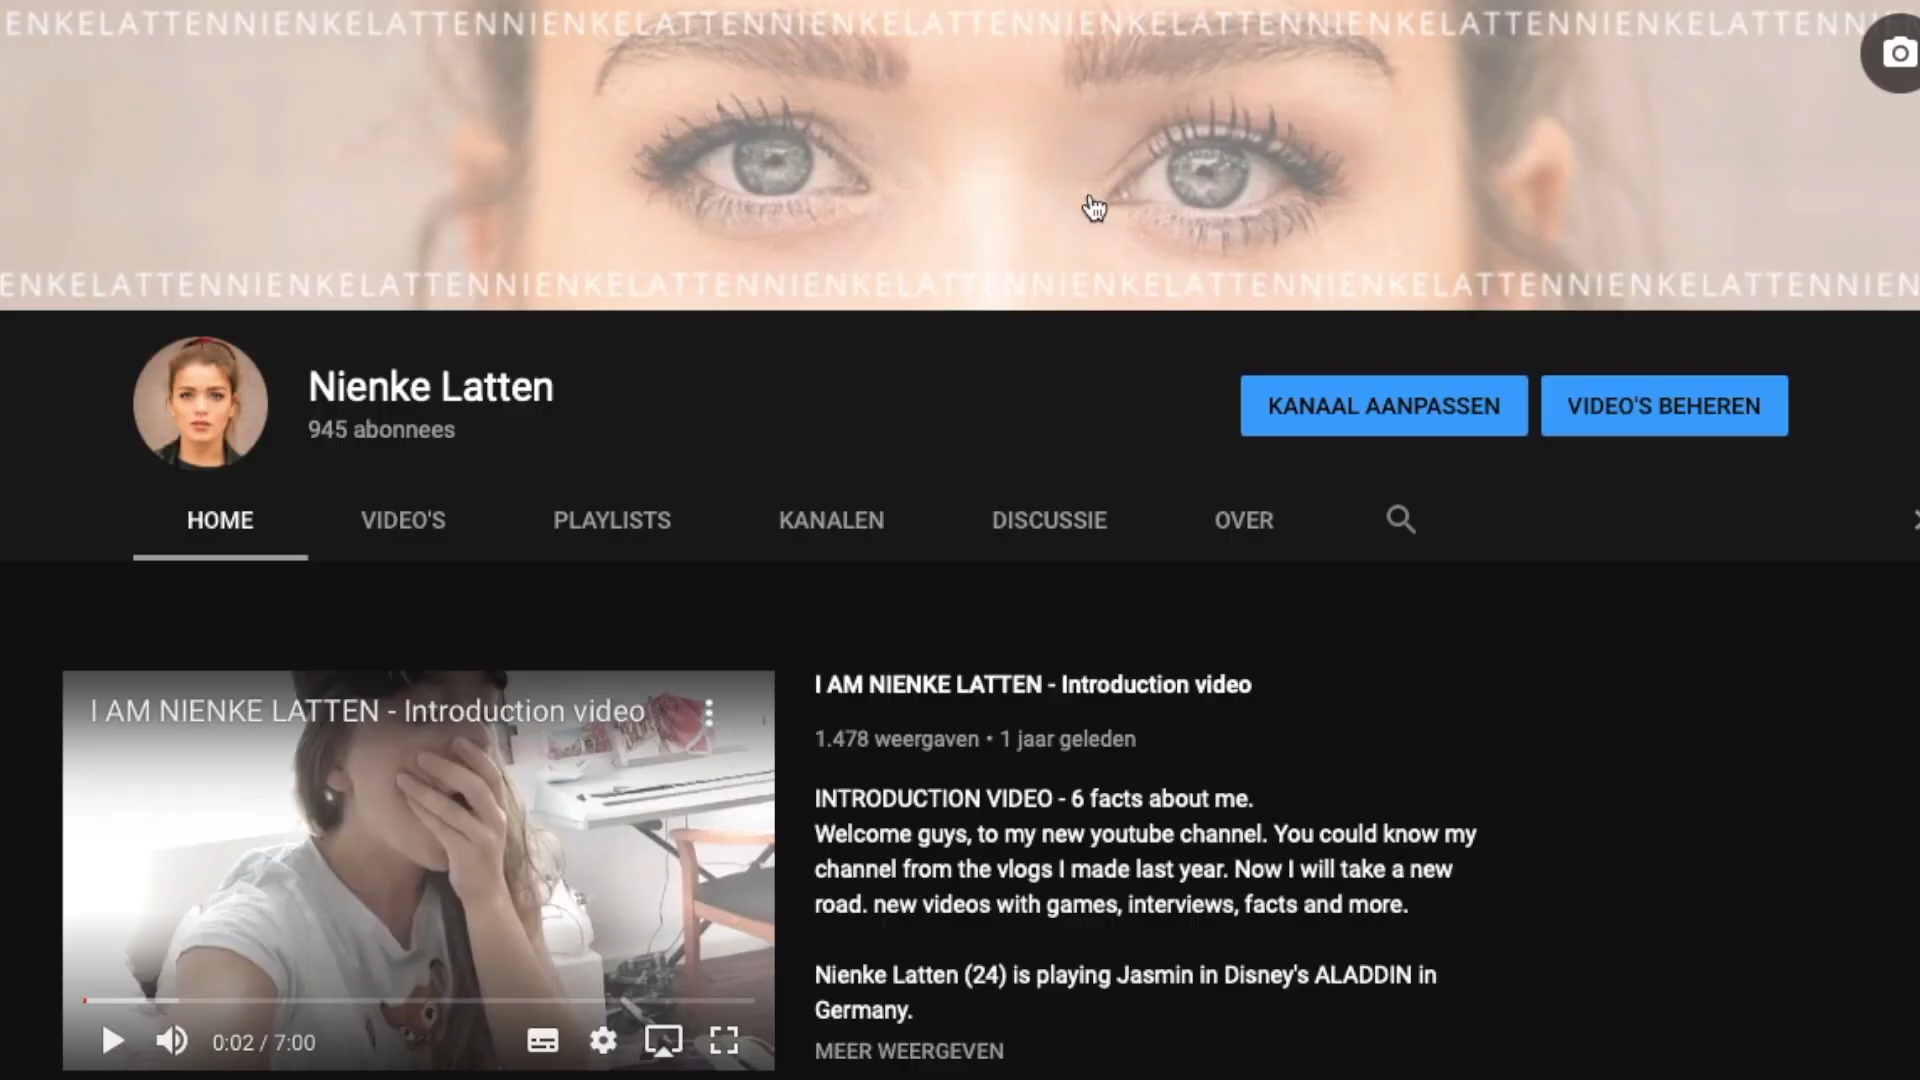 ENKELATTENNIENKELATTENNIENKELATTENNIENKELATTENNIENKELATTENNIENKELATTENNIENKELATTENN
ENKELATTENNIENKELATTENNIENKELATTENNIENKELATTENNIENKELATTENNIENKELATTENNIENKELATTENNIEN
Nienke Latten
945 abonnees
KANAAL AANPASSEN
VIDEO'S BEHEREN
HOME VIDEO'S PLAYLISTS KANALEN DISCUSSIE OVER
I AM NIENKE LATTEN - Introduction video
0:02 / 7:00
I AM NIENKE LATTEN - Introduction video
1.478 weergaven • 1 jaar geleden
INTRODUCTION VIDEO - 6 facts about me.
Welcome guys, to my new youtube channel. You could know my
channel from the vlogs I made last year. Now I will take a new
road. new videos with games, interviews, facts and more.
Nienke Latten (24) is playing Jasmin in Disney's ALADDIN in
Germany.
MEER WEERGEVEN